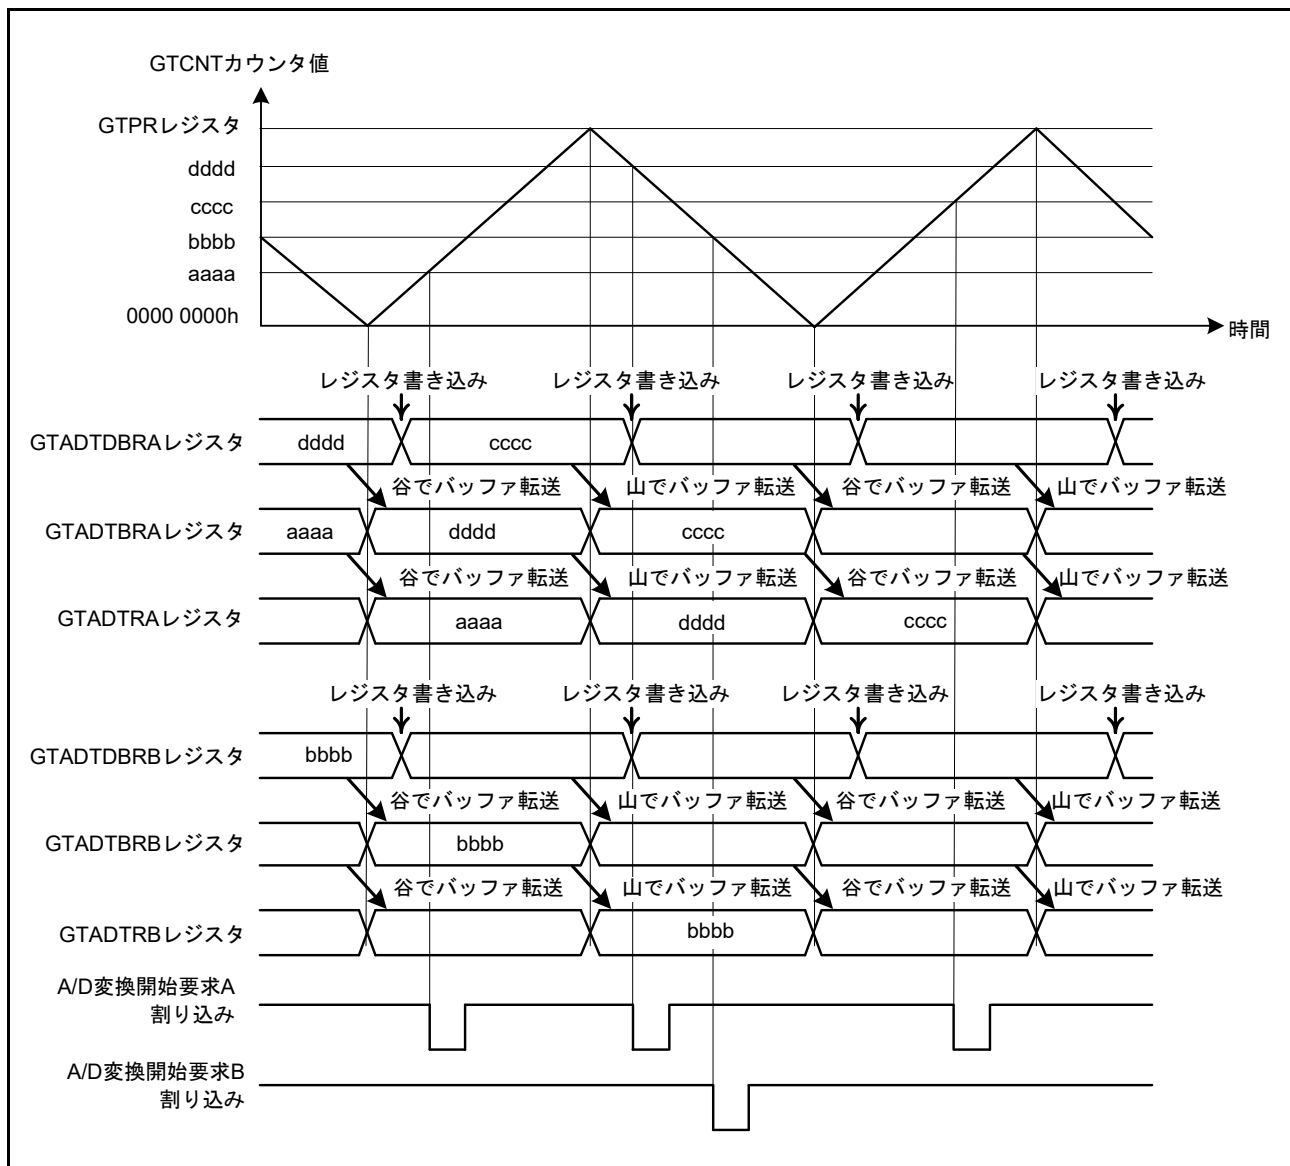 GTCNTカウンタ値
GTPRレジスタ
dddd
cccc
bbbb
aaaa
0000 0000h
時間
レジスタ書き込み レジスタ書き込み レジスタ書き込み レジスタ書き込み
GTADTDBRAレジスタ dddd cccc
谷でバッファ転送 山でバッファ転送 谷でバッファ転送 山でバッファ転送
GTADTBRAレジスタ aaaa dddd cccc
谷でバッファ転送 山でバッファ転送 谷でバッファ転送 山でバッファ転送
GTADTRAレジスタ aaaa dddd cccc
レジスタ書き込み レジスタ書き込み レジスタ書き込み レジスタ書き込み
GTADTDBRBレジスタ bbbb
谷でバッファ転送 山でバッファ転送 谷でバッファ転送 山でバッファ転送
GTADTBRBレジスタ bbbb
谷でバッファ転送 山でバッファ転送 谷でバッファ転送 山でバッファ転送
GTADTRBレジスタ bbbb
A/D変換開始要求A
割り込み
A/D変換開始要求B
割り込み